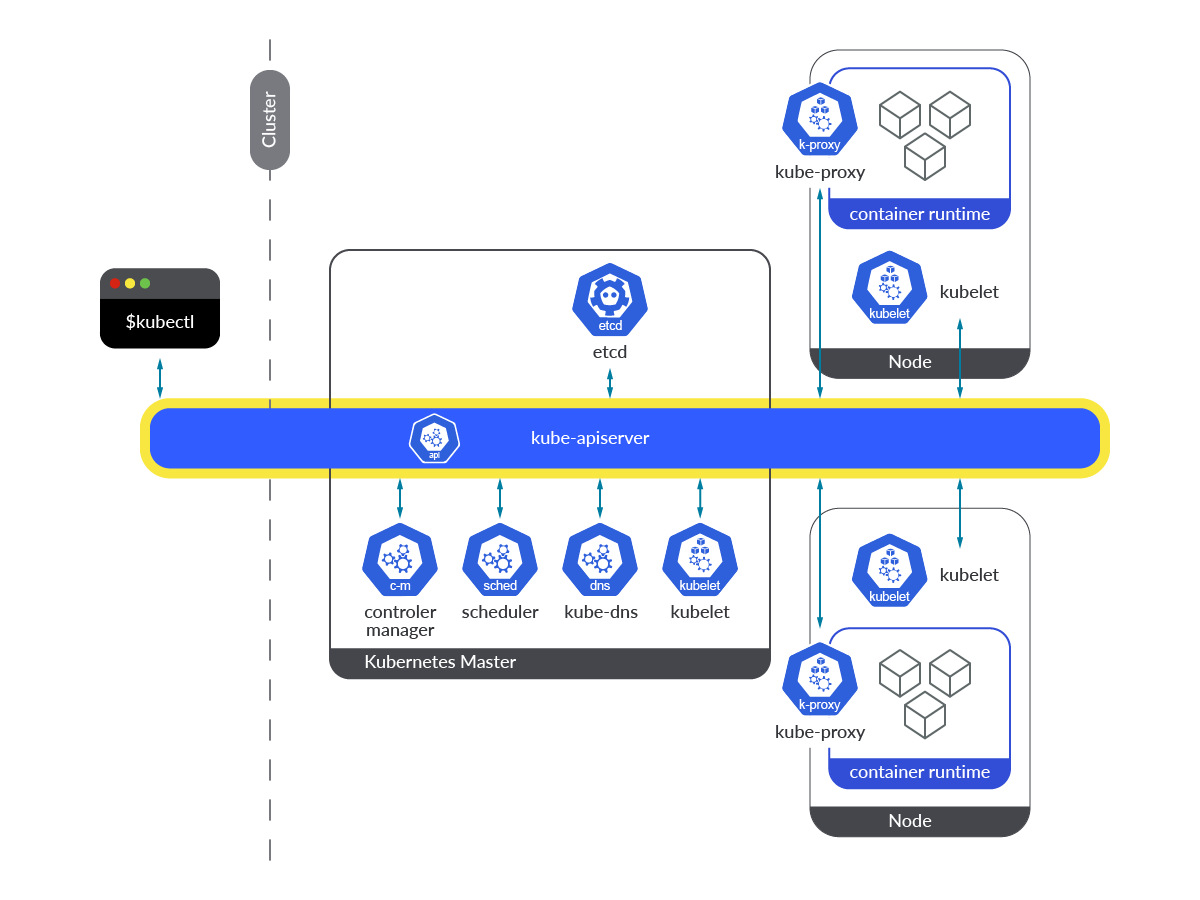 Cluster
$kubectl
k-proxy
kube-proxy
container runtime
kubelet
kubelet
Node
etcd
etcd
api
kube-apiserver
c-m
controler
manager
sched
scheduler
dns
kube-dns
kubelet
kubelet
Kubernetes Master
kubelet
kubelet
k-proxy
kube-proxy
container runtime
Node